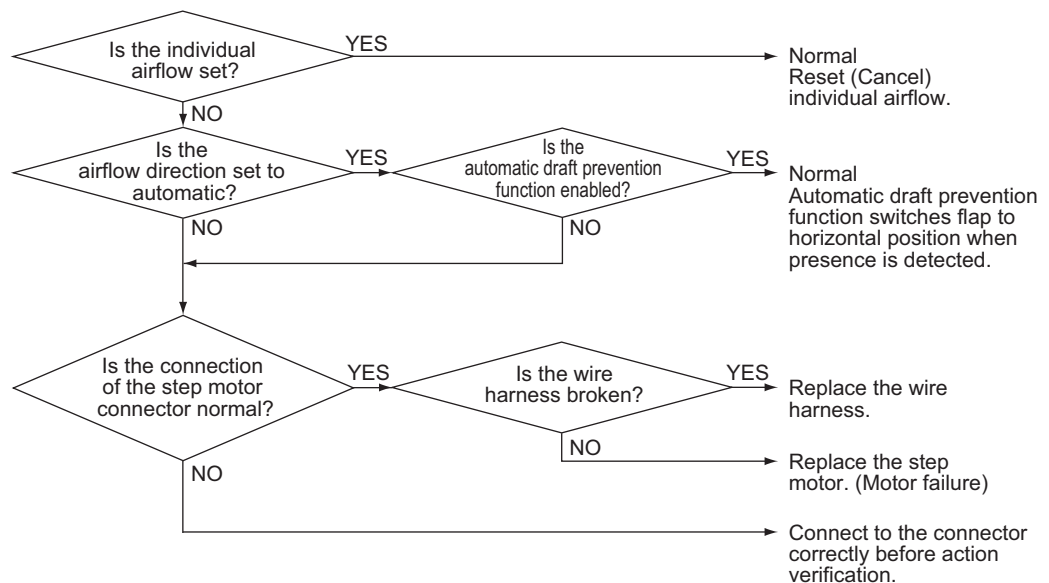 Is the individual
airflow set?
YES
Normal
Reset (Cancel)
individual airflow.
NO
Is the
airflow direction set to
automatic?
YES
Is the
automatic draft prevention
function enabled?
YES
Normal
Automatic draft prevention
function switches flap to
horizontal position when
presence is detected.
NO
NO
Is the connection
of the step motor
connector normal?
YES
Is the wire
harness broken?
YES
Replace the wire
harness.
NO
Replace the step
motor. (Motor failure)
NO
Connect to the connector
correctly before action
verification.